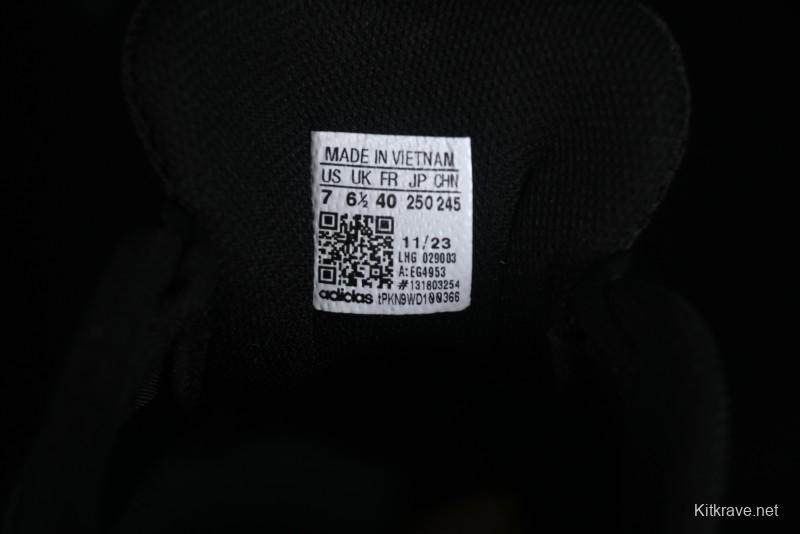 MADE IN VIETNAM
US UK FR JP CHN
7 6½ 40 250 245
11/23
LHG 029003
A:EG4953
#131803254
adidas tPKN9WD100366
Kitkrave.net